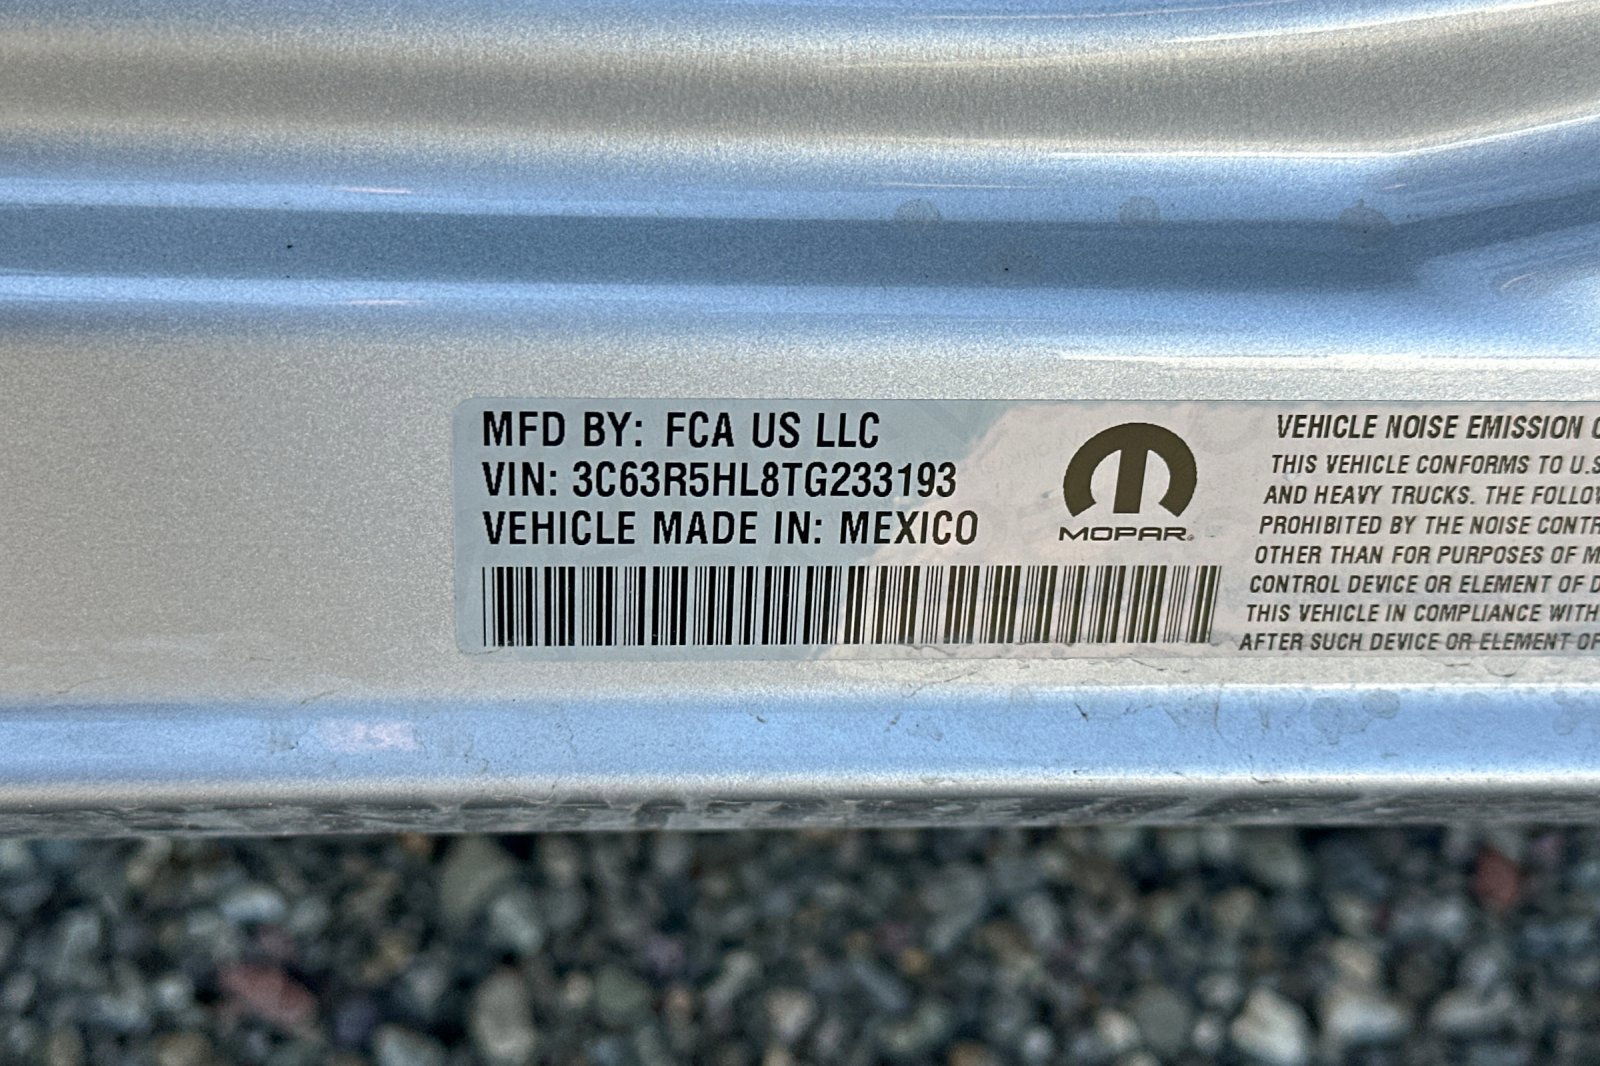 MFD BY: FCA US LLC
VIN: 3C63R5HL8TG233193
VEHICLE MADE IN: MEXICO
MOPAR
VEHICLE NOISE EMISSION
THIS VEHICLE CONFORMS TO U.S
AND HEAVY TRUCKS. THE
PROHIBITED BY THE NOISE
OTHER THAN FOR PURPOSES OF
CONTROL DEVICE OR ELEMENT OF
THIS VEHICLE IN COMPLIANCE WITH
AFTER SUCH DEVICE OR ELEMENT OF